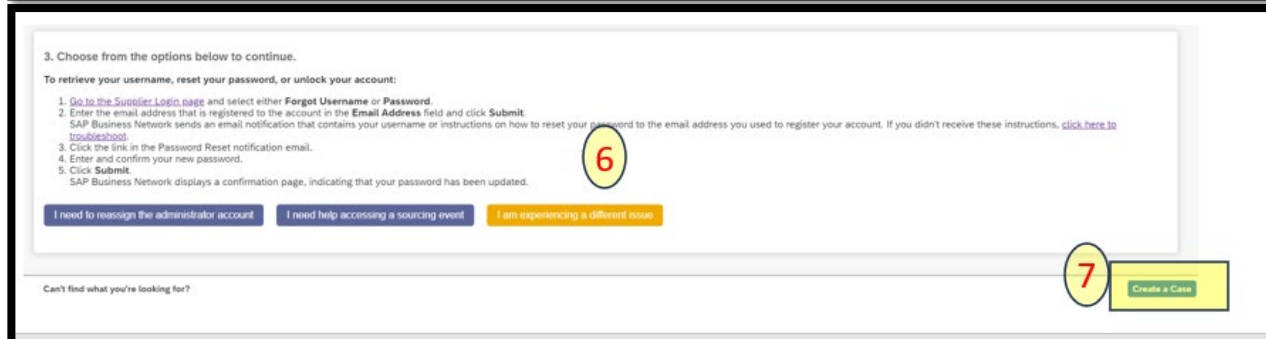 3. Choose from the options below to continue.
To retrieve your username, reset your password, or unlock your account:
1. Go to the Supplier Login page and select either Forgot Username or Password.
2. Enter the email address that is registered to the account in the Email Address field and click Submit.
SAP Business Network sends an email notification that contains your username or instructions on how to reset your password to the email address you used to register your account. If you didn't receive these instructions, click here to
troubleshoot.
3. Click the link in the Password Reset notification email.
4. Enter and confirm your new password.
5. Click Submit.
SAP Business Network displays a confirmation page, indicating that your password has been updated.
6
I need to reassign the administrator account I need help accessing a sourcing event I am experiencing a different issue
7
Can't find what you're looking for? Create a Case